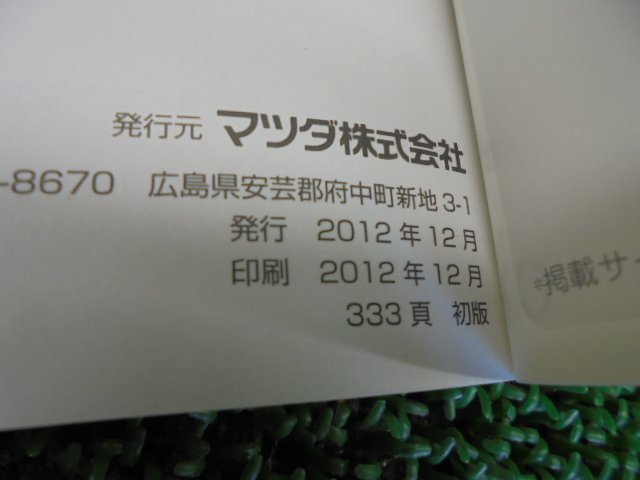 発行元 マツダ株式会社
-8670 広島県安芸郡府中町新地 3-1
発行 2012 年 12 月
印刷 2012 年 12 月
333 頁 初版
*掲載サー